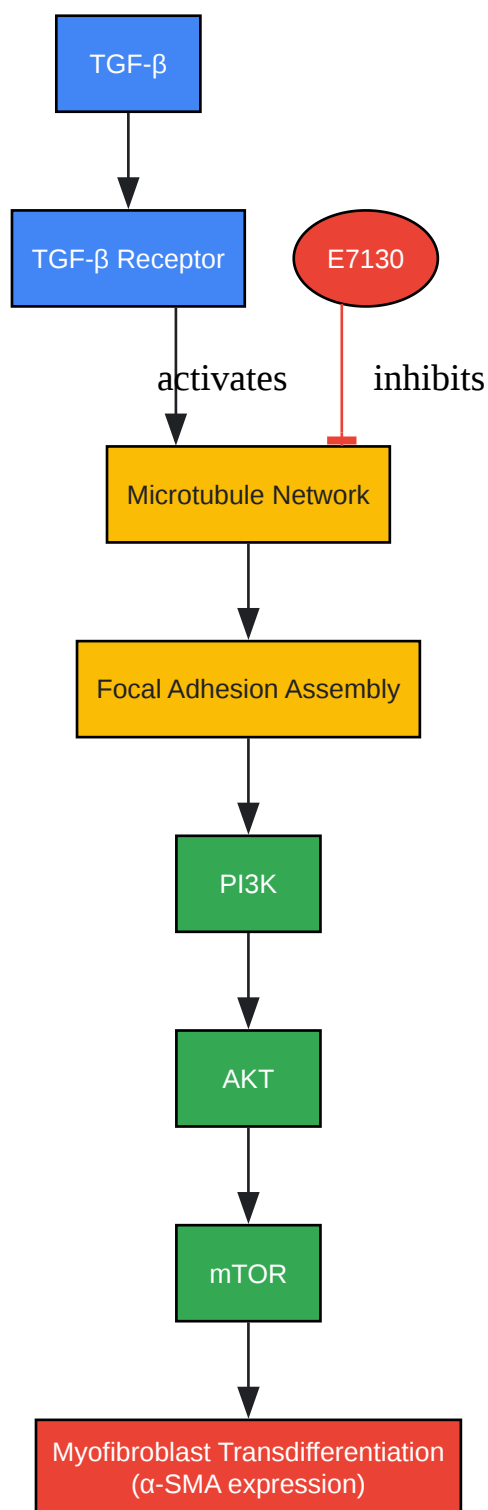 TGF-β
TGF-β Receptor
E7130
activates
inhibits
Microtubule Network
Focal Adhesion Assembly
PI3K
AKT
mTOR
Myofibroblast Transdifferentiation
(α-SMA expression)